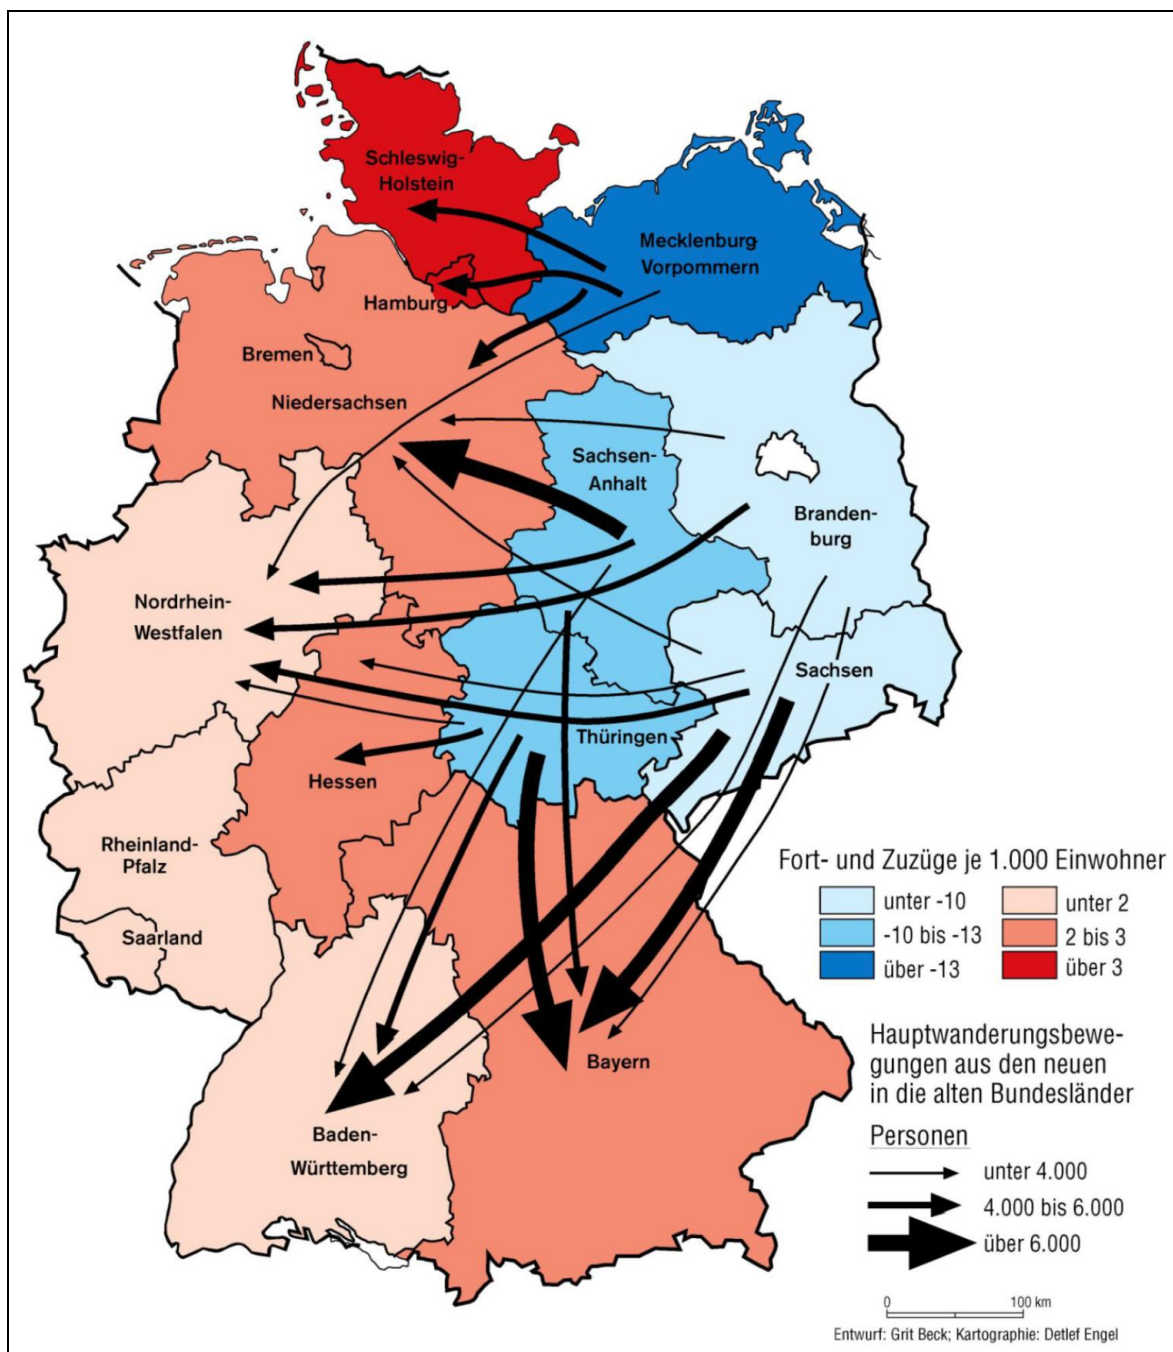 Schleswig-
Holstein
Mecklenburg
Vorpommern
Hamburg
Bremen
Niedersachsen
Sachsen-
Anhalt
Branden-
burg
Nordrhein-
Westfalen
Sachsen
Thüringen
Hessen
Rheinland-
Pfalz
Saarland
Bayern
Baden-
Württemberg
Fort- und Zuzüge je 1.000 Einwohner
unter -10
unter 2
-10 bis -13
2 bis 3
über -13
über 3
Hauptwanderungsbewe-
gungen aus den neuen
in die alten Bundesländer
Personen
unter 4.000
4.000 bis 6.000
über 6.000
0 100 km
Entwurf: Grit Beck; Kartographie: Detlef Engel